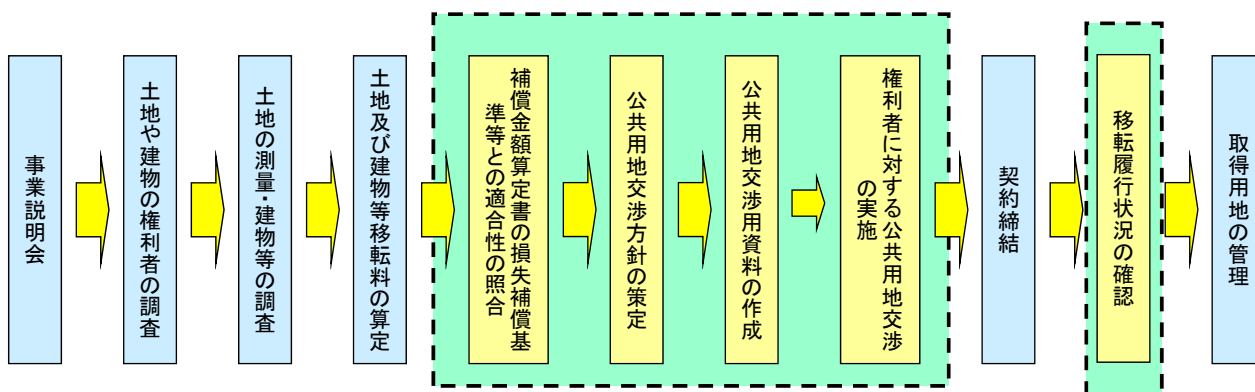 事業説明会
土地や建物の権利者の調査
土地の測量・建物等の調査
土地及び建物等移転料の算定
補償金額算定書の損失補償基
準等との適合性の照合
公共用地交渉方針の策定
公共用地交渉用資料の作成
権利者に対する公共用地交渉
の実施
契約締結
移転履行状況の確認
取得用地の管理